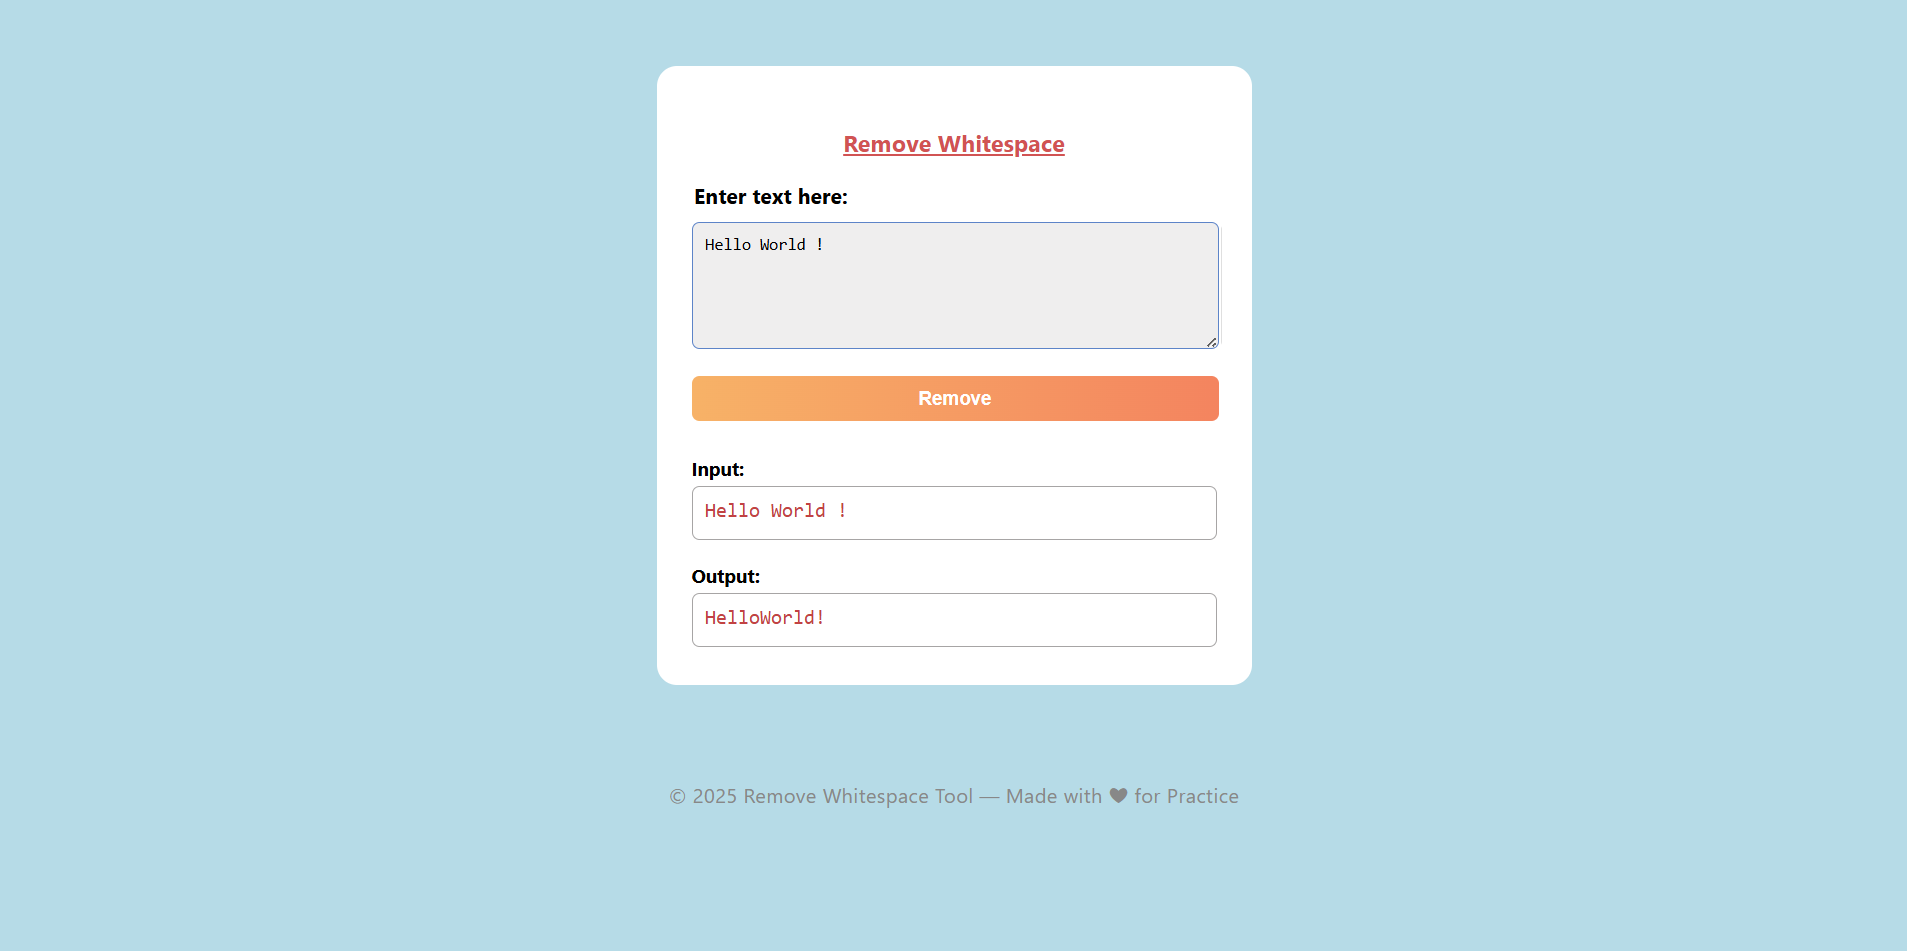 Remove Whitespace
Enter text here:
Hello World !
Remove
Input:
Hello World !
Output:
HelloWorld!
© 2025 Remove Whitespace Tool — Made with ♥ for Practice